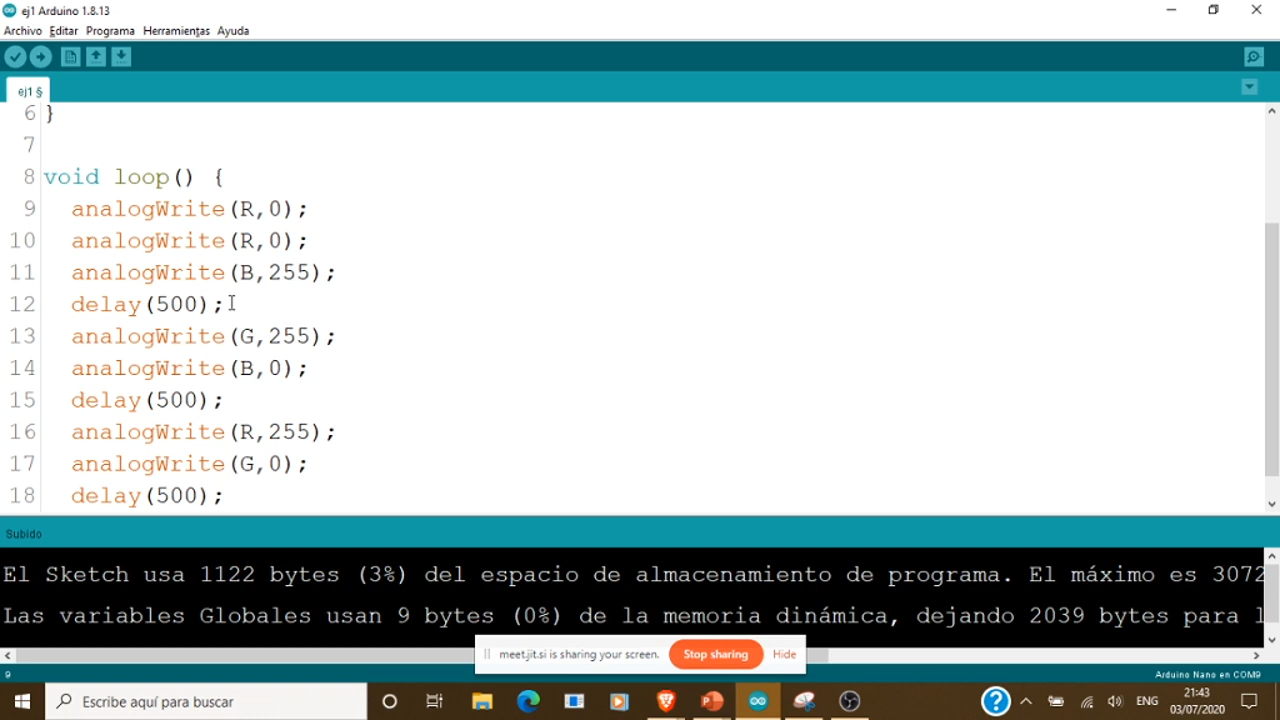 ej1 Arduino 1.8.13
Archivo Editar Programa Herramientas Ayuda
ej1 §
6 }
7
8 void loop() {
9 analogWrite(R,0);
10 analogWrite(R,0);
11 analogWrite(B,255);
12 delay(500);
13 analogWrite(G,255);
14 analogWrite(B,0);
15 delay(500);
16 analogWrite(R,255);
17 analogWrite(G,0);
18 delay(500);
Subido
El Sketch usa 1122 bytes (3%) del espacio de almacenamiento de programa. El máximo es 3072
Las variables Globales usan 9 bytes (0%) de la memoria dinámica, dejando 2039 bytes para l
meet.jit.si is sharing your screen. Stop sharing Hide
9 Arduino Nano en COM9
Escribe aquí para buscar
ENG
21:43
03/07/2020